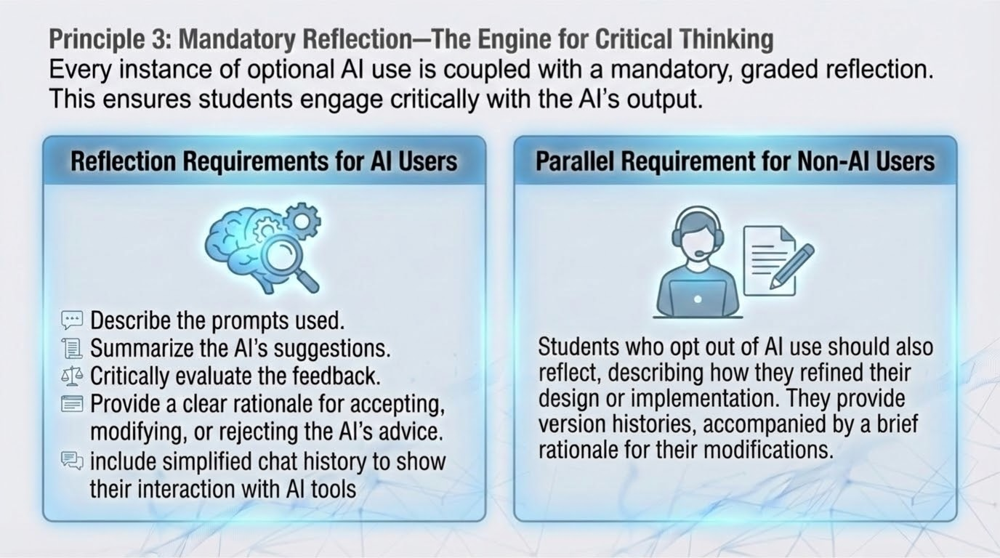 Principle 3: Mandatory Reflection—The Engine for Critical Thinking
Every instance of optional AI use is coupled with a mandatory, graded reflection.
This ensures students engage critically with the AI's output.
Reflection Requirements for AI Users
Describe the prompts used.
Summarize the AI's suggestions.
Critically evaluate the feedback.
Provide a clear rationale for accepting,
modifying, or rejecting the AI's advice.
include simplified chat history to show
their interaction with AI tools
Parallel Requirement for Non-AI Users
Students who opt out of AI use should also
reflect, describing how they refined their
design or implementation. They provide
version histories, accompanied by a brief
rationale for their modifications.